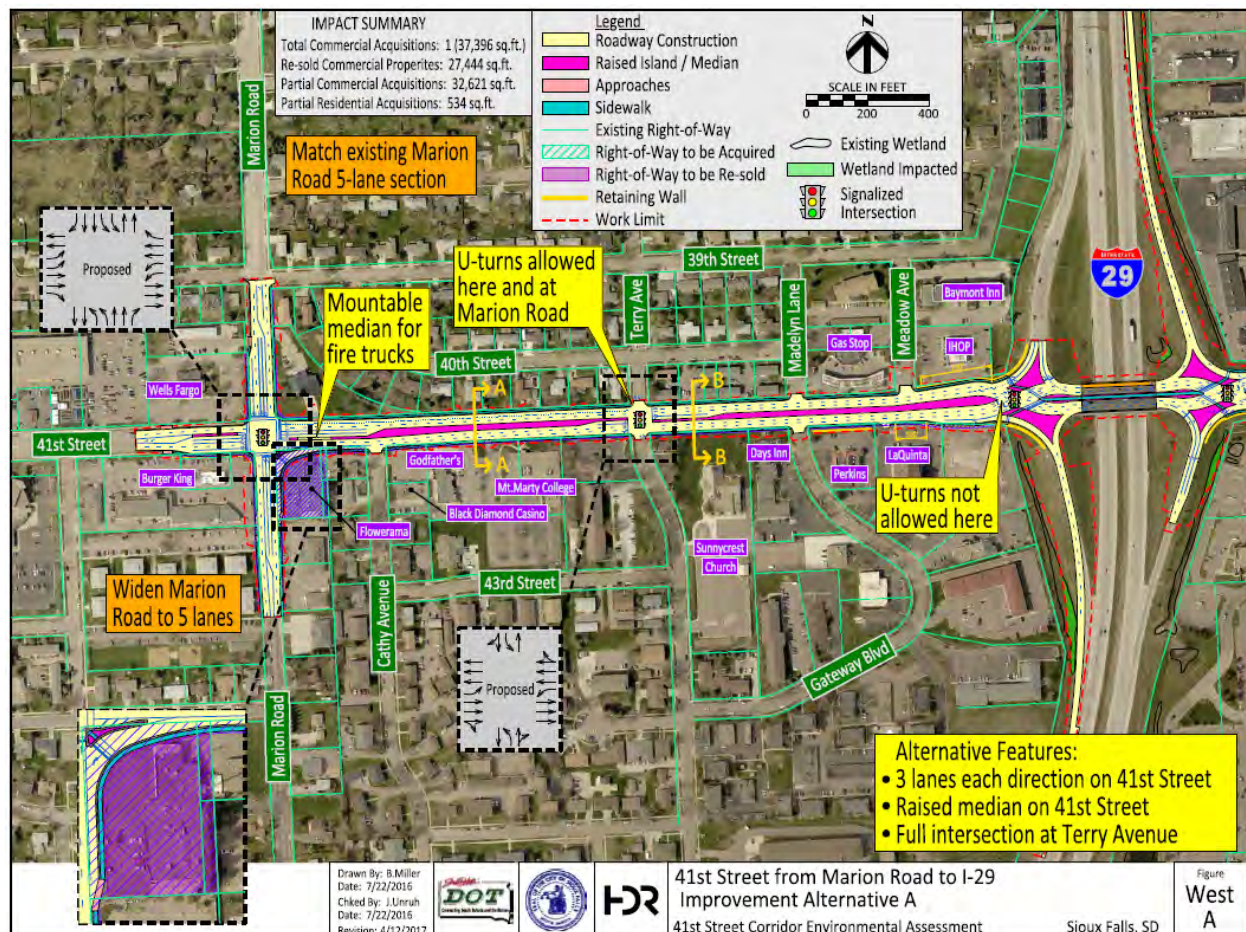 IMPACT SUMMARY
Total Commercial Acquisitions: 1 (37,396 sq.ft.)
Re-sold Commercial Properites: 27,444 sq.ft.
Partial Commercial Acquisitions: 32,621 sq.ft.
Partial Residential Acquisitions: 534 sq.ft.
Legend
Roadway Construction
Raised Island / Median
Approaches
Sidewalk
Existing Right-of-Way
Right-of-Way to be Acquired
Right-of-Way to be Re-sold
Retaining Wall
Work Limit
N
SCALE IN FEET
0 200 400
Existing Wetland
Wetland Impacted
Signalized
Intersection
Marion Road
Match existing Marion
Road 5-lane section
Proposed
Mountable
median for
fire trucks
U-turns allowed
here and at
Marion Road
39th Street
Terry Ave
Madelyn Lane
Meadow Ave
INTERSTATE
29
Baymont Inn
Gas Stop
IHOP
40th Street
Wells Fargo
A
A
B
B
41st Street
Burger King
Godfather's
Mt.Marty College
Black Diamond Casino
Flowerama
Days Inn
Perkins
LaQuinta
U-turns not
allowed here
Sunnycrest
Church
43rd Street
Cathy Avenue
Widen Marion
Road to 5 lanes
Proposed
Gateway Blvd
Marion Road
Alternative Features:
• 3 lanes each direction on 41st Street
• Raised median on 41st Street
• Full intersection at Terry Avenue
Drawn By: B.Miller
Date: 7/22/2016
Chked By: J.Unruh
Date: 7/22/2016
Revision: 4/12/2017
DOT
HDR
41st Street from Marion Road to I-29
Improvement Alternative A
41st Street Corridor Environmental Assessment
Sioux Falls, SD
Figure
West
A